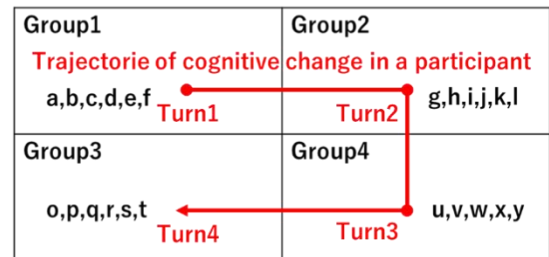 Group1
Group2
Trajectorie of cognitive change in a participant
a,b,c,d,e,f
g,h,i,j,k,l
Turn1
Turn2
Group3
Group4
o,p,q,r,s,t
u,v,w,x,y
Turn4
Turn3